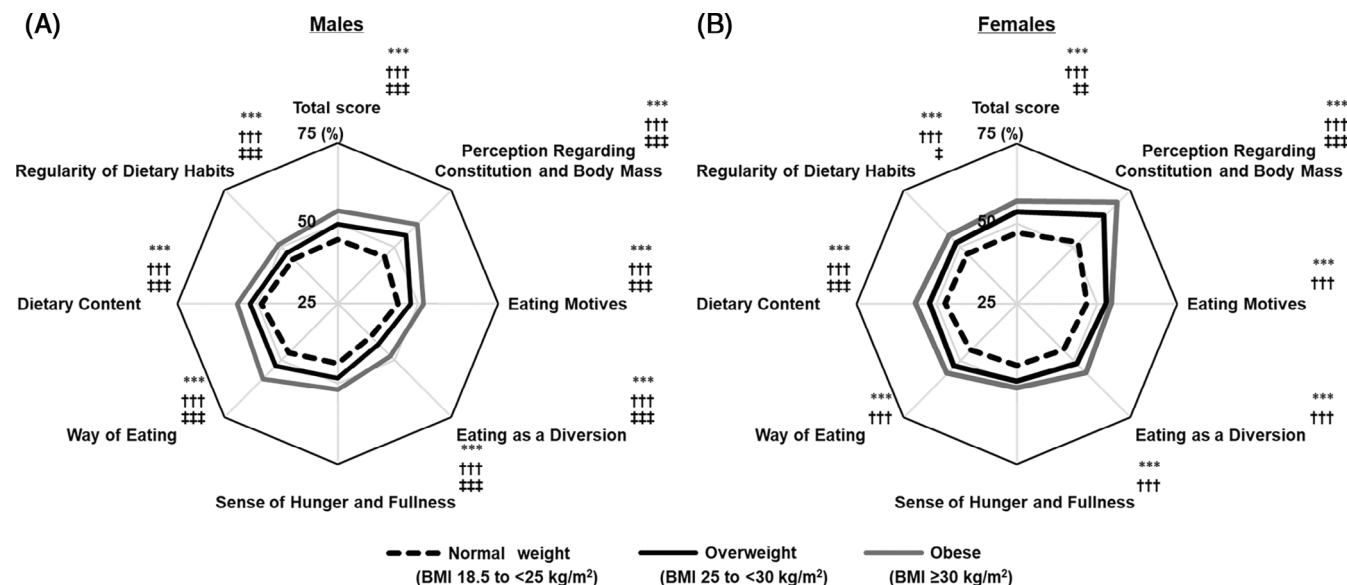 (A)
Males
***
†††
‡‡‡
Total score
75 (%)
***
†††
‡‡‡
Perception Regarding
Constitution and Body Mass
***
†††
‡‡‡
Regularity of Dietary Habits
50
***
†††
‡‡‡
Eating Motives
***
†††
‡‡‡
Dietary Content
25
***
†††
‡‡‡
Eating as a Diversion
***
†††
‡‡‡
Way of Eating
***
†††
‡‡‡
Sense of Hunger and Fullness
(B)
Females
***
†††
‡‡
Total score
75 (%)
***
†††
‡‡‡
Perception Regarding
Constitution and Body Mass
***
†††
‡
Regularity of Dietary Habits
50
***
†††
Eating Motives
***
†††
‡‡‡
Dietary Content
25
***
†††
Eating as a Diversion
***
†††
Way of Eating
***
†††
Sense of Hunger and Fullness
Normal weight
(BMI 18.5 to <25 kg/m²)
Overweight
(BMI 25 to <30 kg/m²)
Obese
(BMI ≥30 kg/m²)